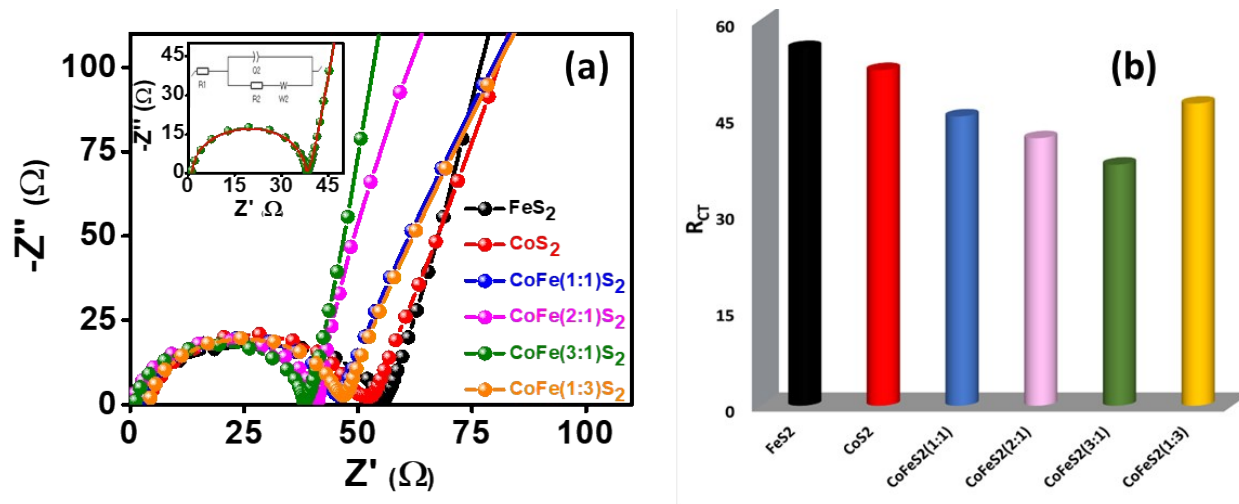 (a)
-Z" (Ω)
100
75
50
25
0
0 25 50 75 100
Z' (Ω)
-Z" (Ω)
45
30
15
0
0 15 30 45
Z' (Ω)
R1
Q2
R2 W2
FeS2
CoS2
CoFe(1:1)S2
CoFe(2:1)S2
CoFe(3:1)S2
CoFe(1:3)S2
(b)
RCT
60
45
30
15
0
FeS2
CoS2
CoFeS2(1:1)
CoFeS2(2:1)
CoFeS2(3:1)
CoFeS2(1:3)